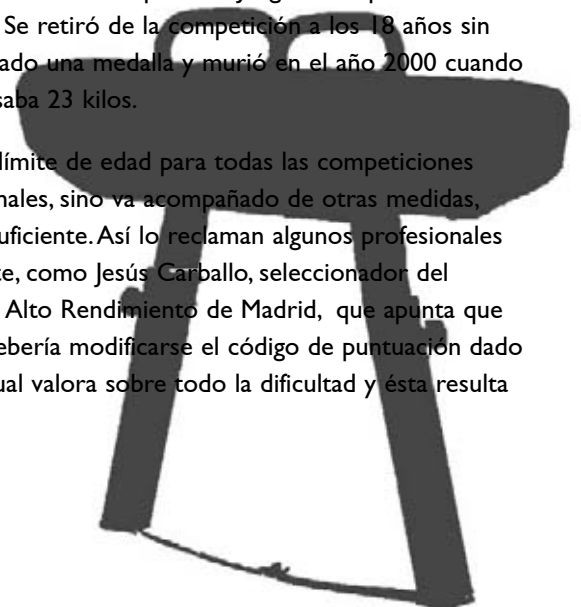 Se retiró de la competición a los 18 años sin
ado una medalla y murió en el año 2000 cuando
saba 23 kilos.
límite de edad para todas las competiciones
nales, sino va acompañado de otras medidas,
uficiente. Así lo reclaman algunos profesionales
te, como Jesús Carballo, seleccionador del
Alto Rendimiento de Madrid, que apunta que
ebería modificarse el código de puntuación dado
ual valora sobre todo la dificultad y ésta resulta